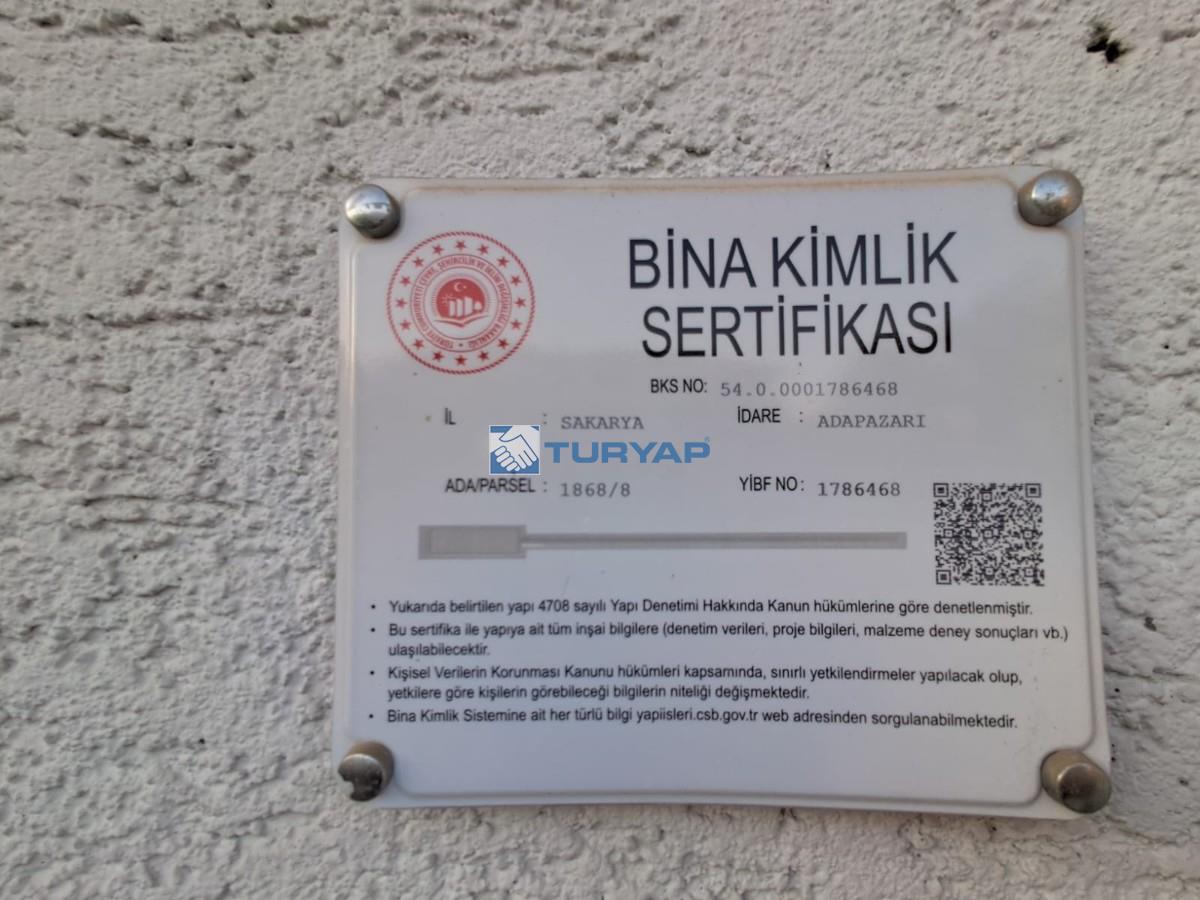 BİNA KİMLİK
SERTİFİKASI
BKS NO: 54.0.0001786468
İL : SAKARYA İDARE : ADAPAZARI
TURYAP
ADA/PARSEL : 1868/8 YİBF NO: 1786468
• Yukarıda belirtilen yapı 4708 sayılı Yapı Denetimi Hakkında Kanun hükümlerine göre denetlenmiştir.
• Bu sertifika ile yapıya ait tüm inşai bilgilere (denetim verileri, proje bilgileri, malzeme deney sonuçları vb.)
ulaşılabilecektir.
• Kişisel Verilerin Korunması Kanunu hükümleri kapsamında, sınırlı yetkilendirmeler yapılacak olup,
yetkilere göre kişilerin görebileceği bilgilerin niteliği değişmektedir.
• Bina Kimlik Sistemine ait her türlü bilgi yapiisleri.csb.gov.tr web adresinden sorgulanabilmektedir.